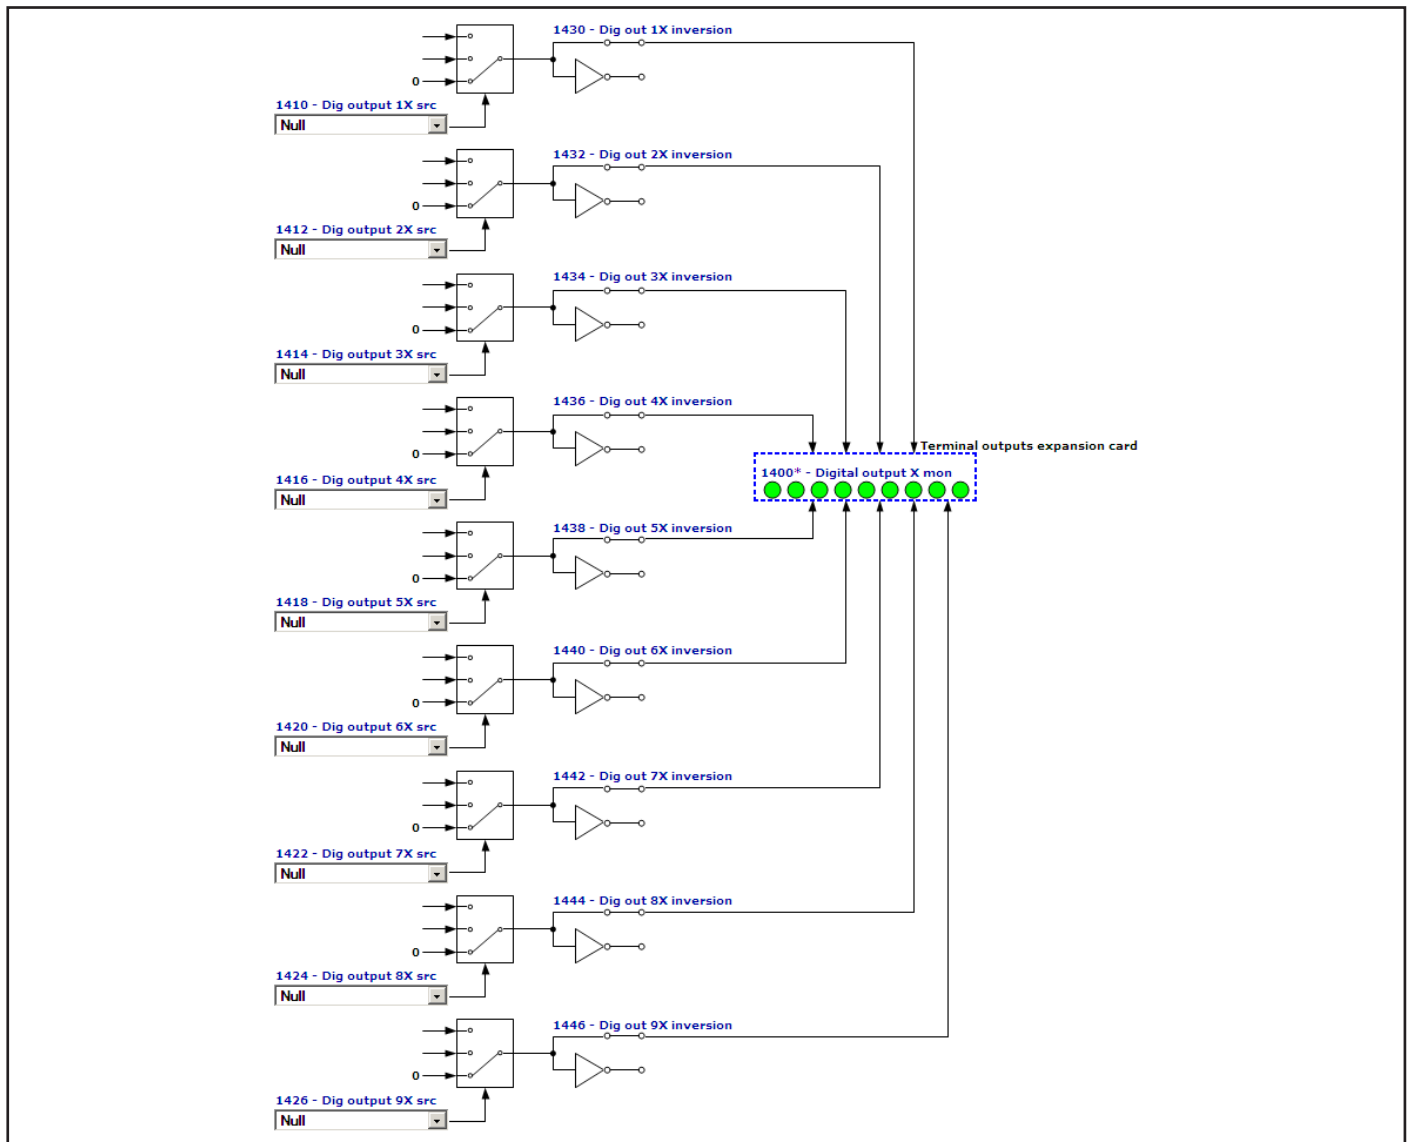 1430 - Dig out 1X inversion
0
1410 - Dig output 1X src
Null
1432 - Dig out 2X inversion
0
1412 - Dig output 2X src
Null
1434 - Dig out 3X inversion
0
1414 - Dig output 3X src
Null
1436 - Dig out 4X inversion
0
1416 - Dig output 4X src
Null
Terminal outputs expansion card
1400* - Digital output X mon
1438 - Dig out 5X inversion
0
1418 - Dig output 5X src
Null
1440 - Dig out 6X inversion
0
1420 - Dig output 6X src
Null
1442 - Dig out 7X inversion
0
1422 - Dig output 7X src
Null
1444 - Dig out 8X inversion
0
1424 - Dig output 8X src
Null
1446 - Dig out 9X inversion
0
1426 - Dig output 9X src
Null